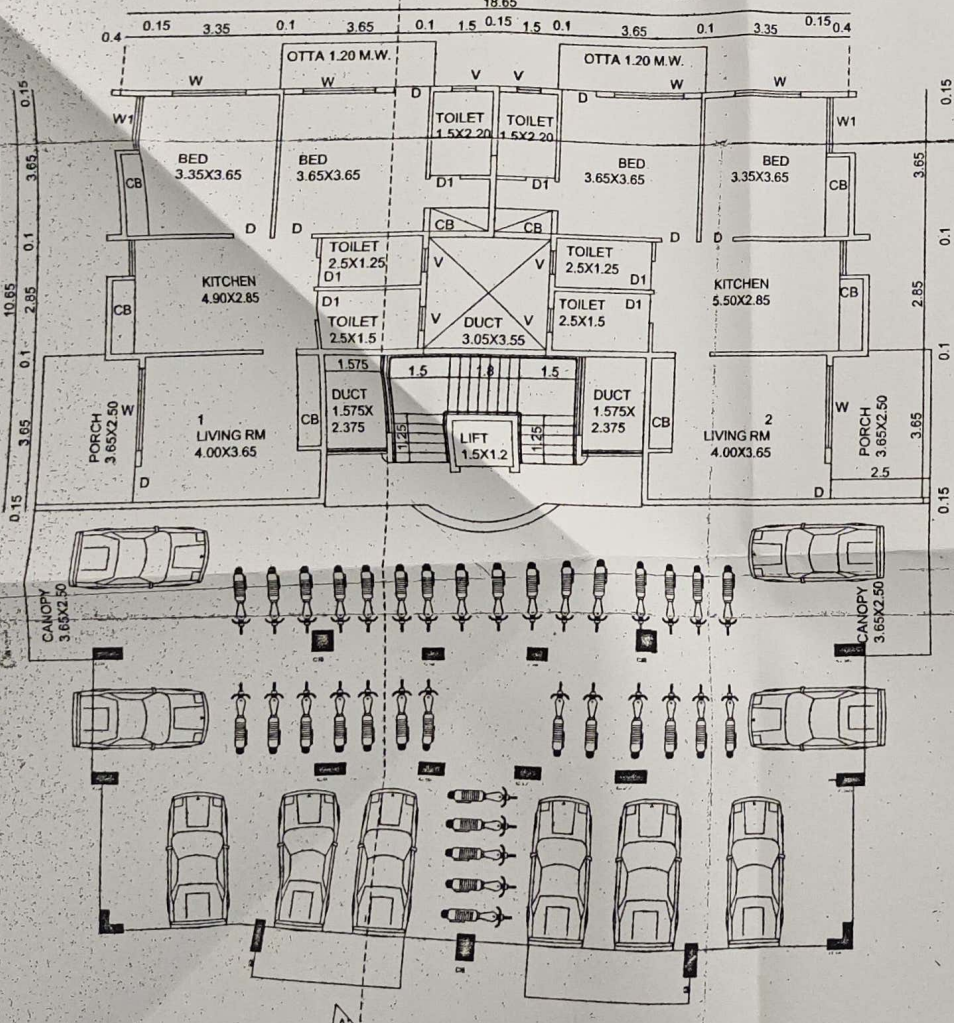 18.65
0.15 3.35 0.1 3.65 0.1 1.5 0.15 1.5 0.1 3.65 0.1 3.35 0.15
0.4 0.4
OTTA 1.20 M.W. OTTA 1.20 M.W.
W W D V V D W W
0.15 0.15
W1 W1
TOILET TOILET
1.5X2.20 1.5X2.20
BED BED BED BED
3.35X3.65 3.65X3.65 3.65X3.65 3.35X3.65
3.65 3.65
CB D1 D1 CB
D D CB CB D D
0.1 0.1
TOILET TOILET
2.5X1.25 2.5X1.25
D1 V V D1
KITCHEN KITCHEN
4.90X2.85 5.50X2.85
10.65 2.85 2.85
CB D1 D1 CB
TOILET V DUCT V TOILET
2.5X1.5 3.05X3.55 2.5X1.5
0.1 0.1
1.575 1.5 1.8 1.5
DUCT DUCT
1.575X 1.575X
2.375 2.375
PORCH
3.65X2.50
W CB CB W
PORCH
3.65X2.50
1 2
LIVING RM LIVING RM
4.00X3.65 4.00X3.65
1.25 1.25
LIFT
1.5X1.2
3.65 3.65
2.5
D D
0.15 0.15
CANOPY
3.65X2.50
CANOPY
3.65X2.50